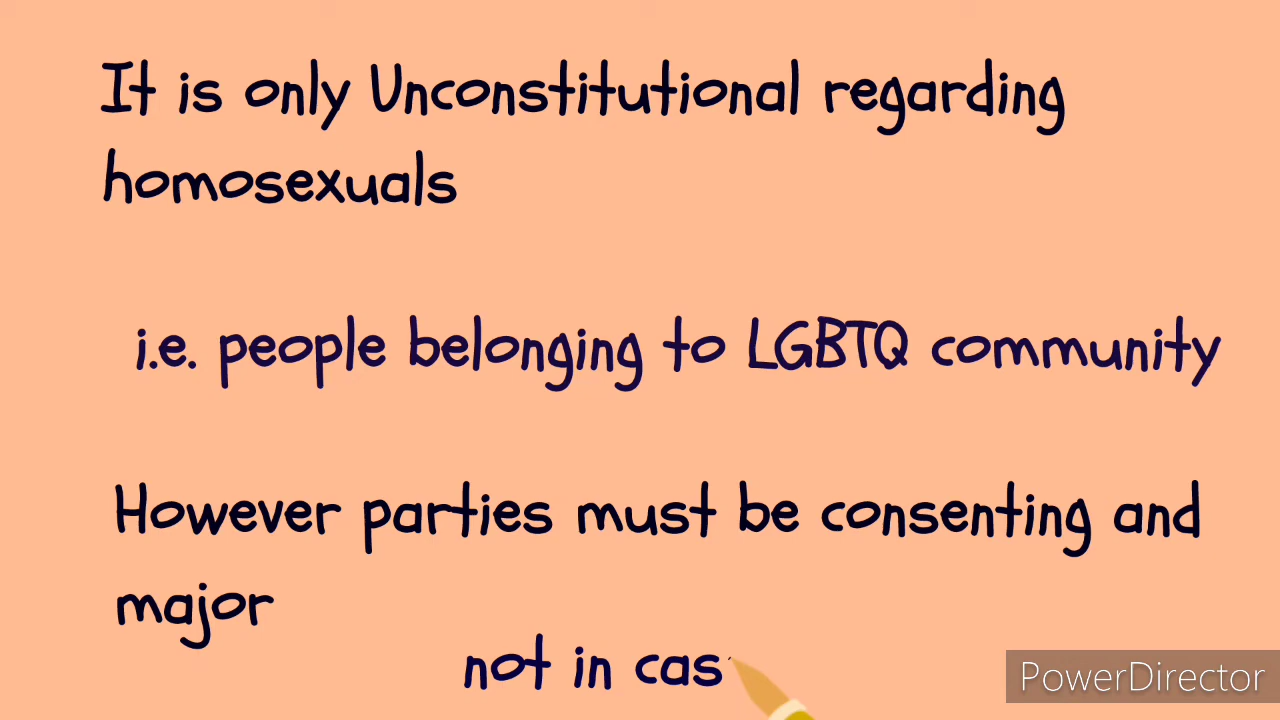 It is only Unconstitutional regarding
homosexuals
i.e. people belonging to LGBTQ community
However parties must be consenting and
major
not in cas
PowerDirector